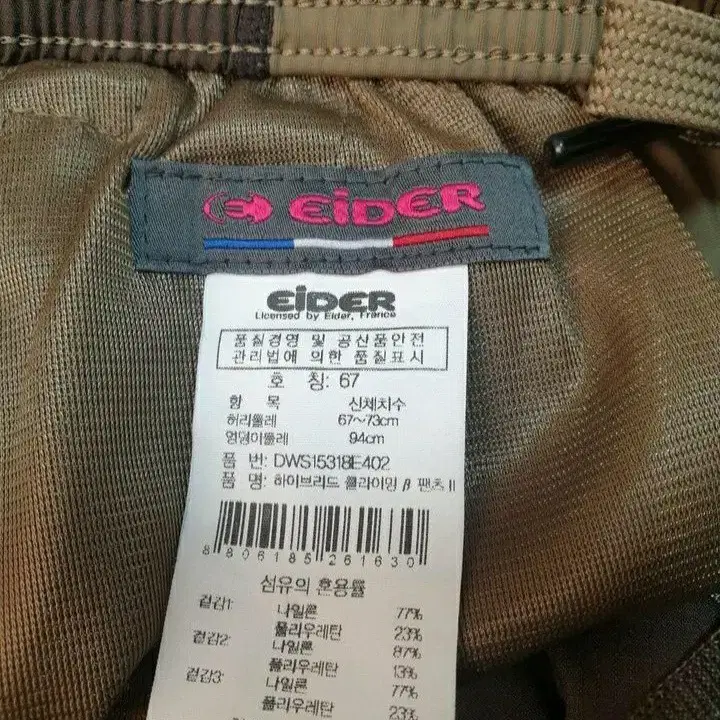 EiDER
EiDER
Licensed by Eider, France
품질경영 및 공산품안전
관리법에 의한 품질표시
호 칭: 67
항 목 신체치수
허리둘레 67~73cm
엉덩이둘레 94cm
품 번: DWS15318E402
품 명: 하이브리드 클라이밍 β 팬츠 II
8 806185 261630
섬유의 혼용률
겉감1: 나일론 77%
폴리우레탄 23%
겉감2: 나일론 87%
폴리우레탄 13%
겉감3: 나일론 77%
폴리우레탄 23%